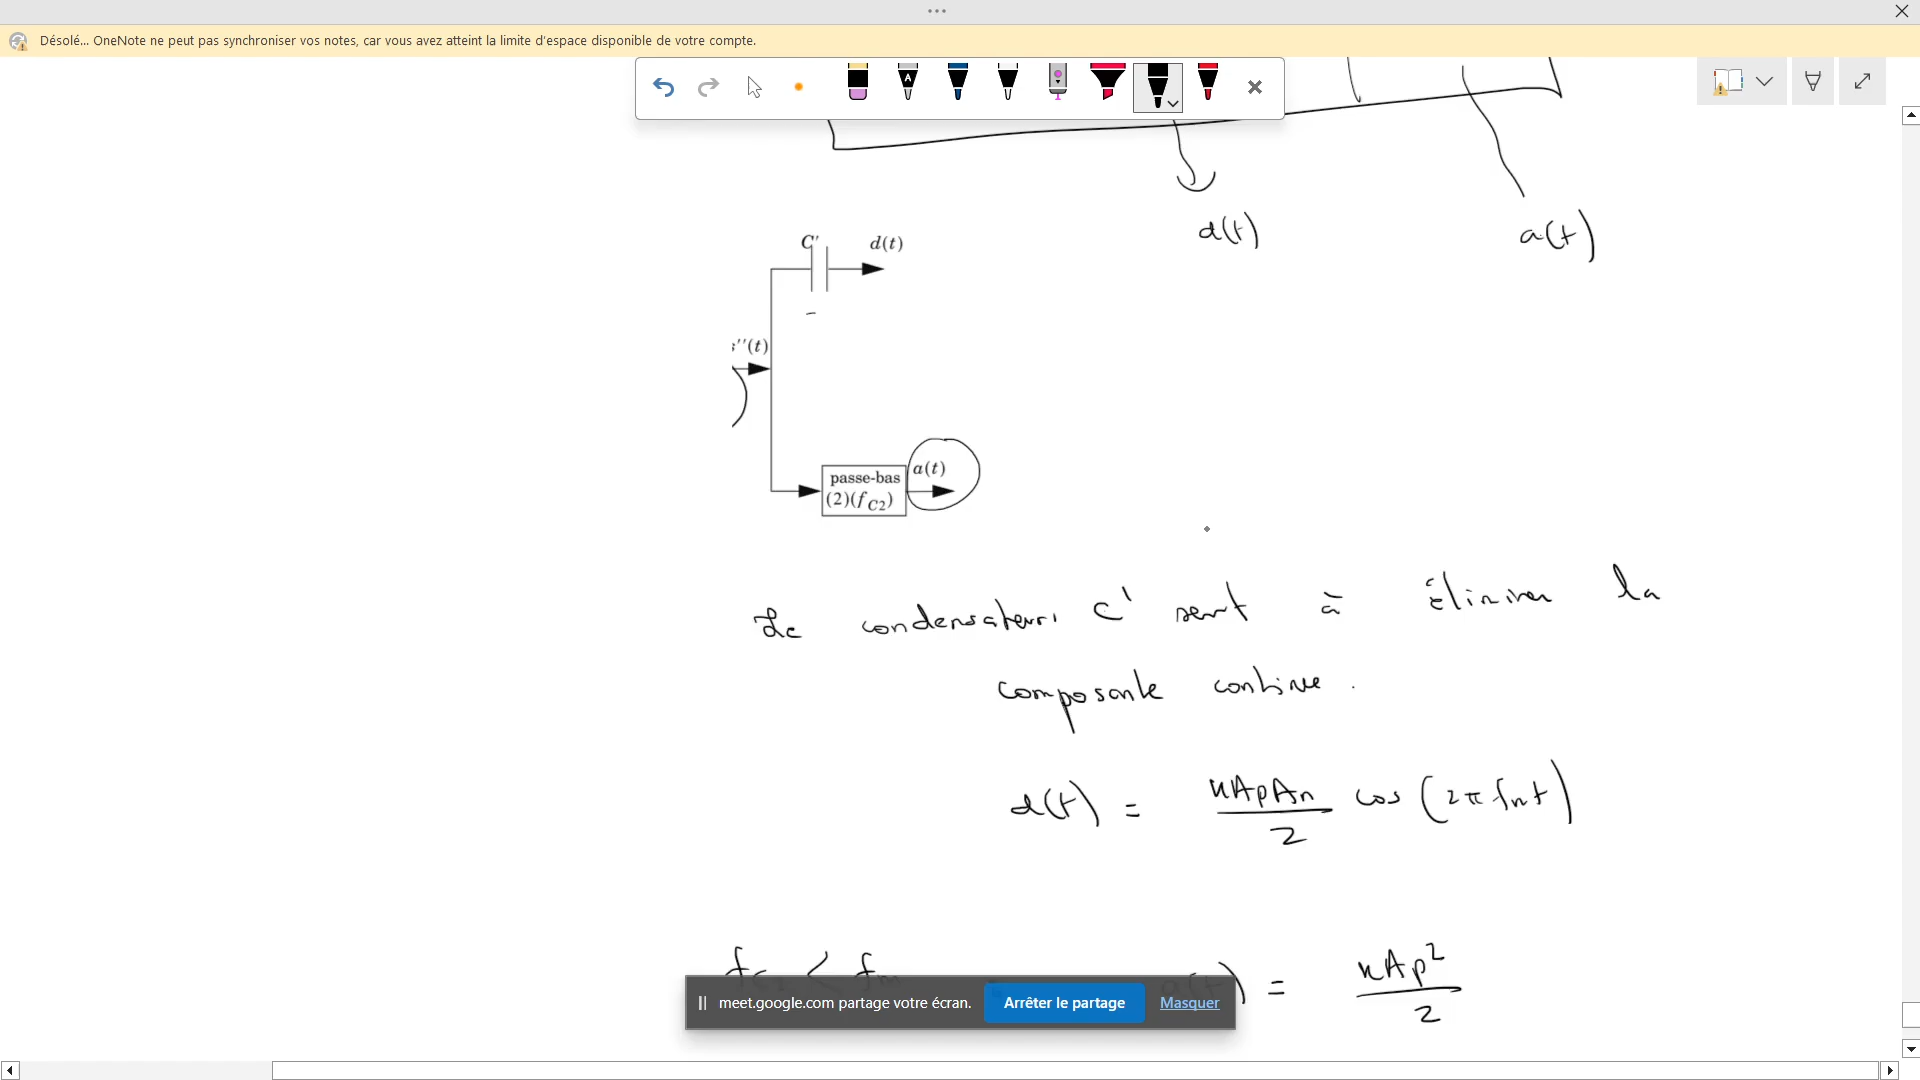 Désolé... OneNote ne peut pas synchroniser vos notes, car vous avez atteint la limite d'espace disponible de votre compte.
A
d(t)
a(t)
C'
d(t)
''(t)
passe-bas
(2)(f_C2)
a(t)
Le condensateur C' sert à éliminer la
composante continue.
d(t) = kApAm/2 cos(2πfmt)
fc2 < fm
a(t) = kAp²/2
meet.google.com partage votre écran.
Arrêter le partage
Masquer